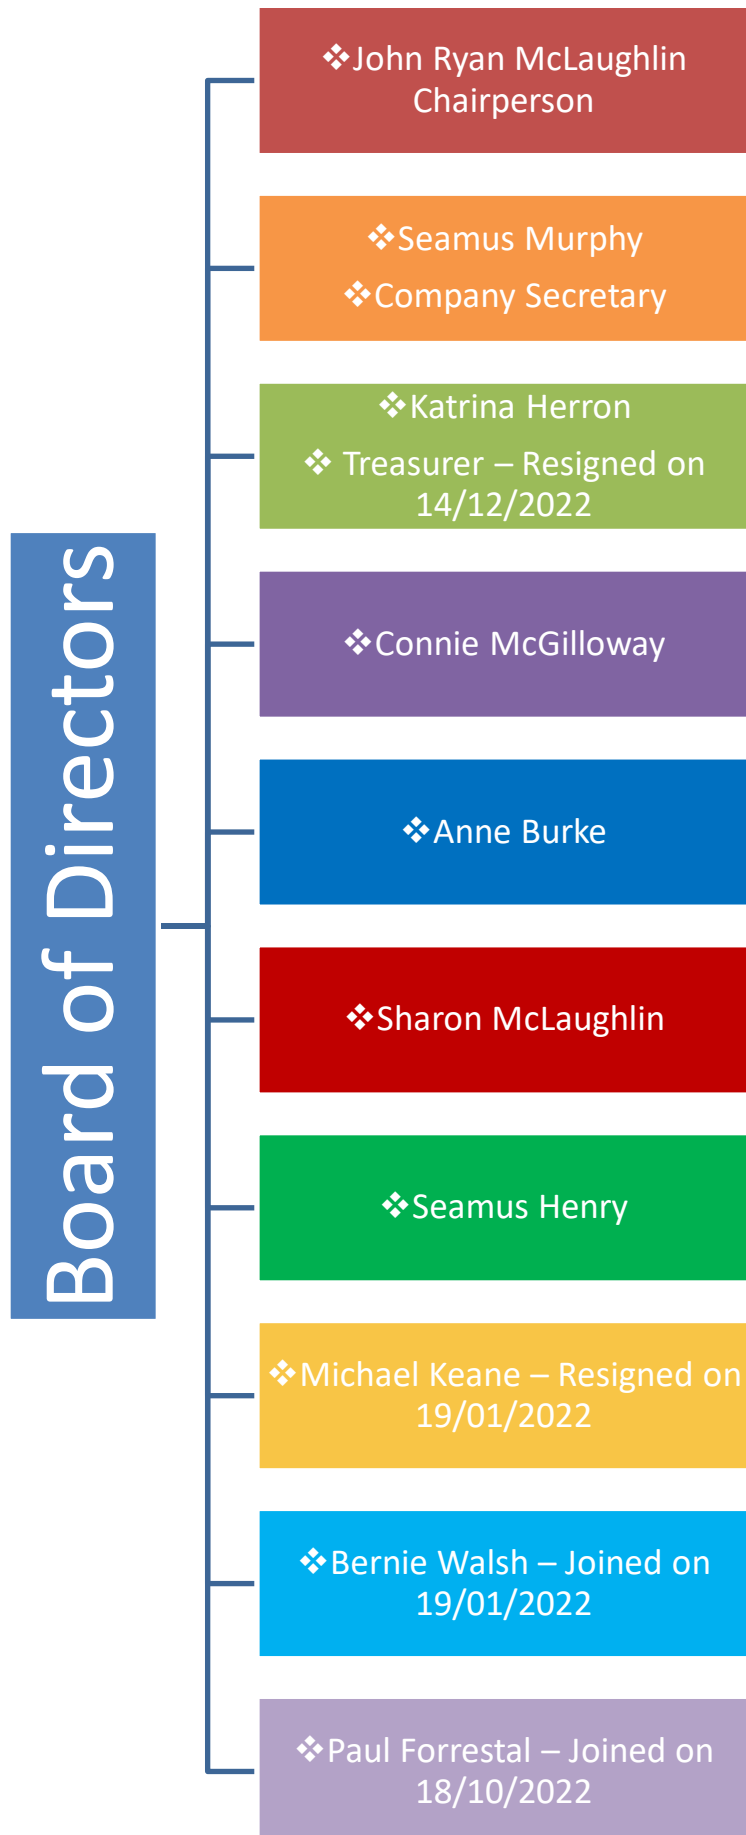 Board of Directors
❖John Ryan McLaughlin
Chairperson
❖Seamus Murphy
❖Company Secretary
❖Katrina Herron
❖ Treasurer – Resigned on
14/12/2022
❖Connie McGilloway
❖Anne Burke
❖Sharon McLaughlin
❖Seamus Henry
❖Michael Keane – Resigned on
19/01/2022
❖Bernie Walsh – Joined on
19/01/2022
❖Paul Forrestal – Joined on
18/10/2022